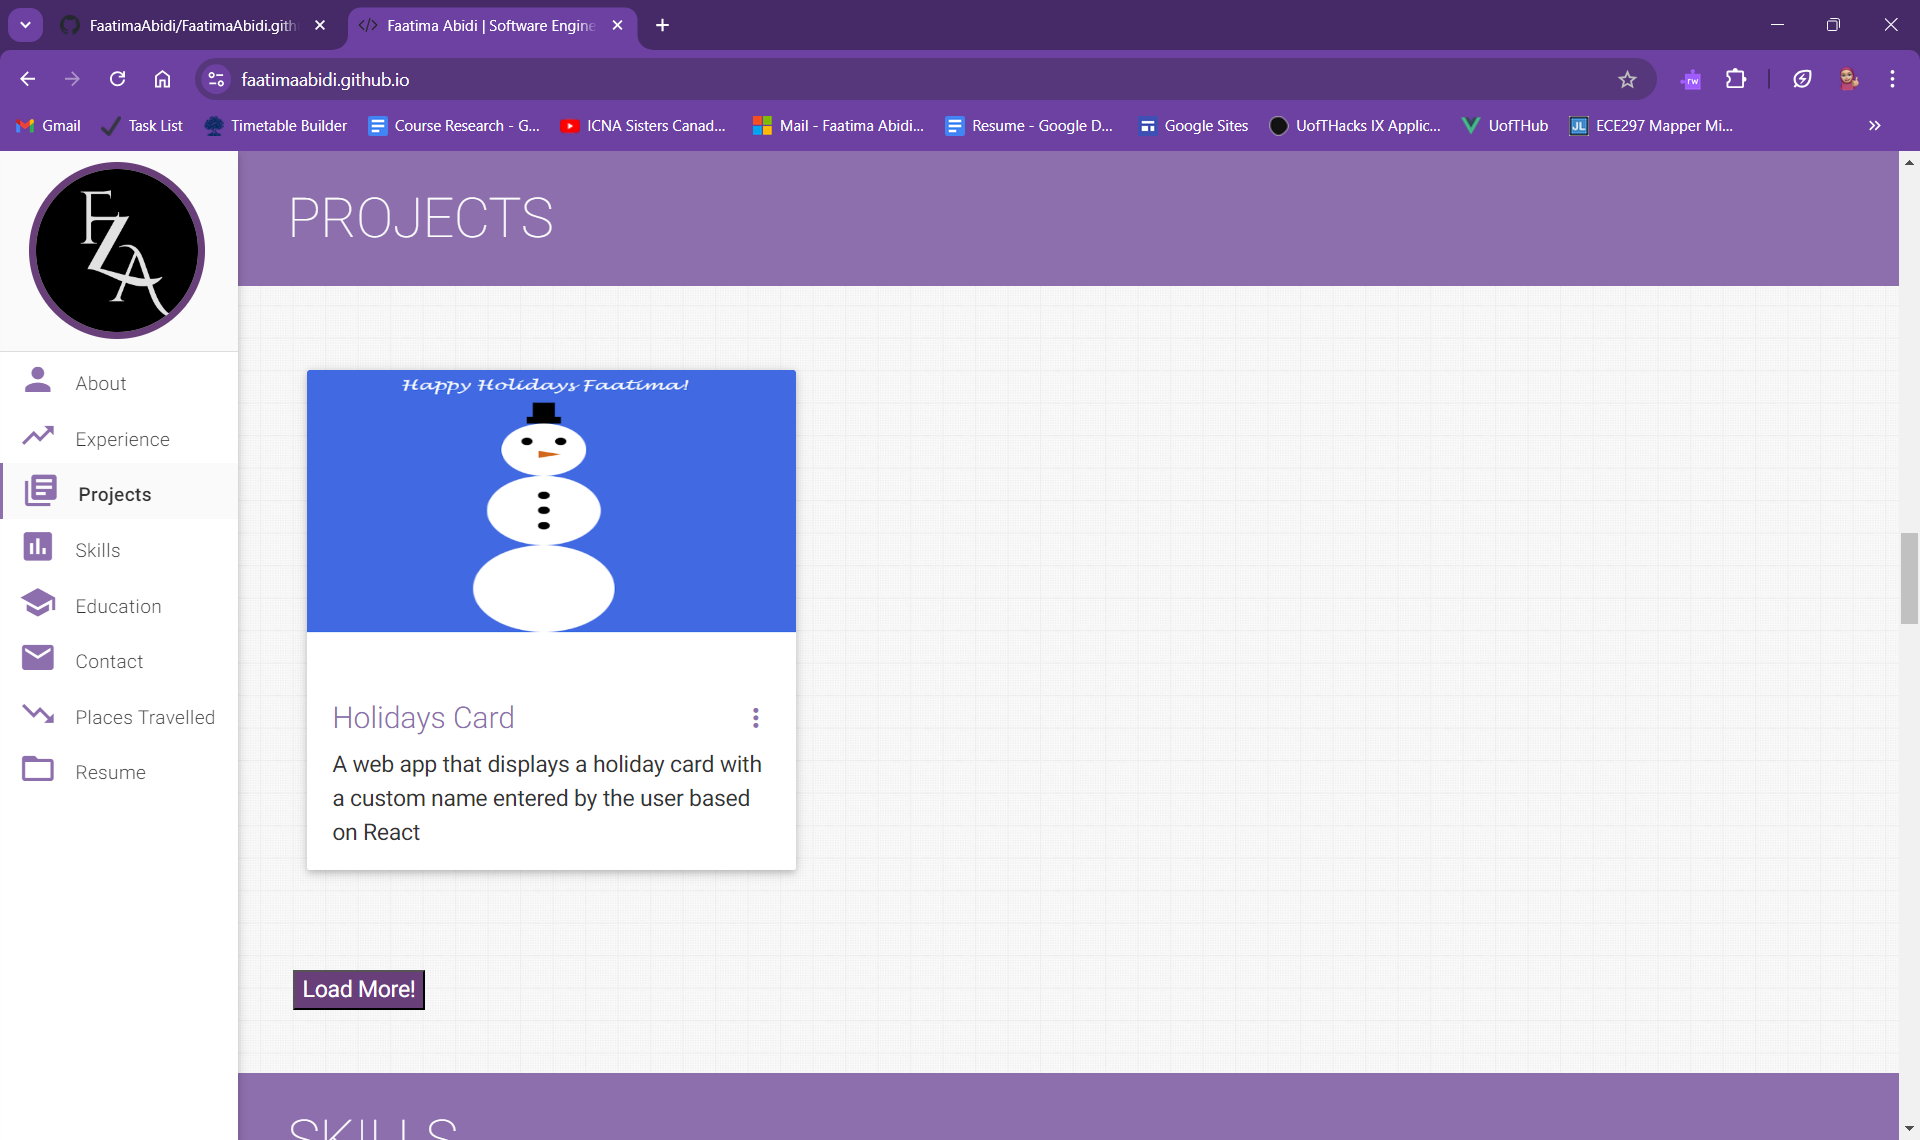 FaatimaAbidi/FaatimaAbidi.gith
Faatima Abidi | Software Engine
faatimaabidi.github.io
rw
Gmail
Task List
Timetable Builder
Course Research - G...
ICNA Sisters Canad...
Mail - Faatima Abidi...
Resume - Google D...
Google Sites
UofTHacks IX Applic...
UofTHub
JL
ECE297 Mapper Mi...
FZA
About
Experience
Projects
Skills
Education
Contact
Places Travelled
Resume
PROJECTS
Happy Holidays Faatima!
Holidays Card
A web app that displays a holiday card with
a custom name entered by the user based
on React
Load More!
SKILLS